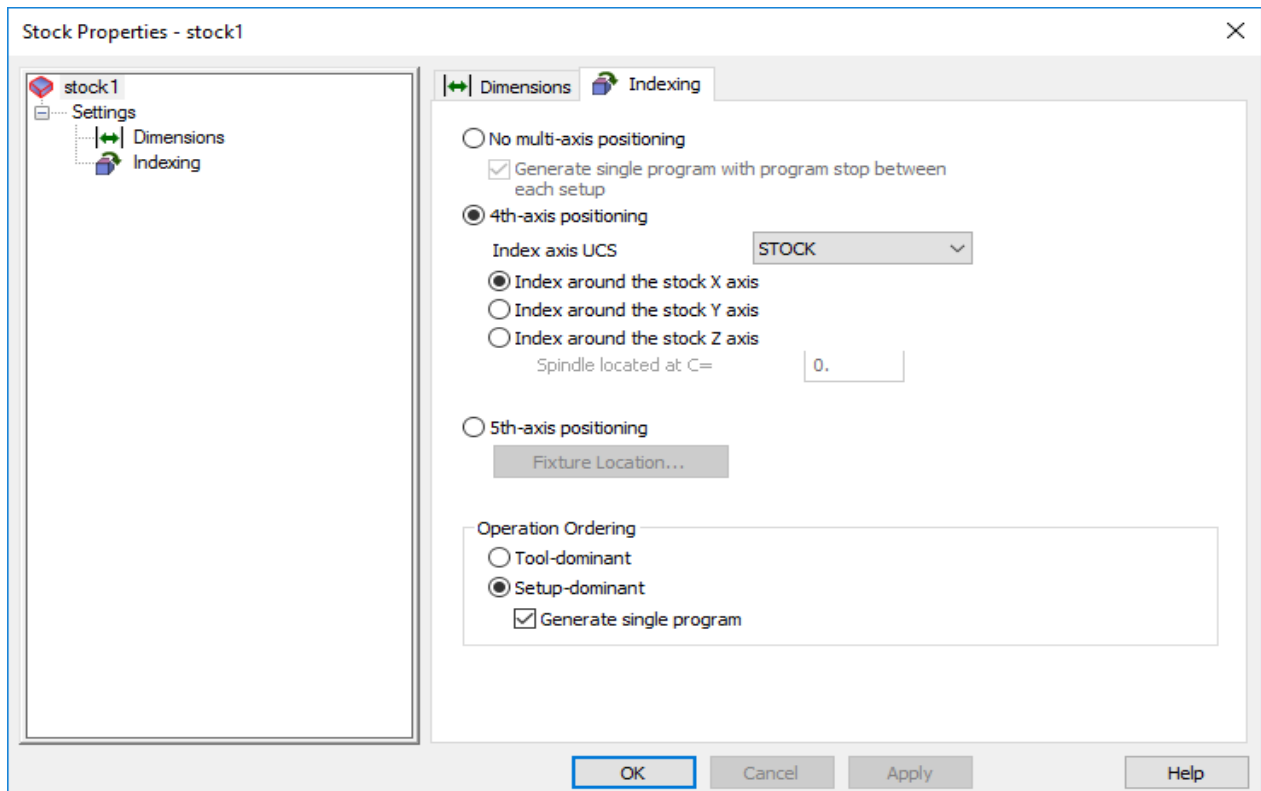 Stock Properties - stock1
stock1
Settings
Dimensions
Indexing
Dimensions
Indexing
No multi-axis positioning
Generate single program with program stop between
each setup
4th-axis positioning
Index axis UCS
STOCK
Index around the stock X axis
Index around the stock Y axis
Index around the stock Z axis
Spindle located at C=
0.
5th-axis positioning
Fixture Location...
Operation Ordering
Tool-dominant
Setup-dominant
Generate single program
OK
Cancel
Apply
Help